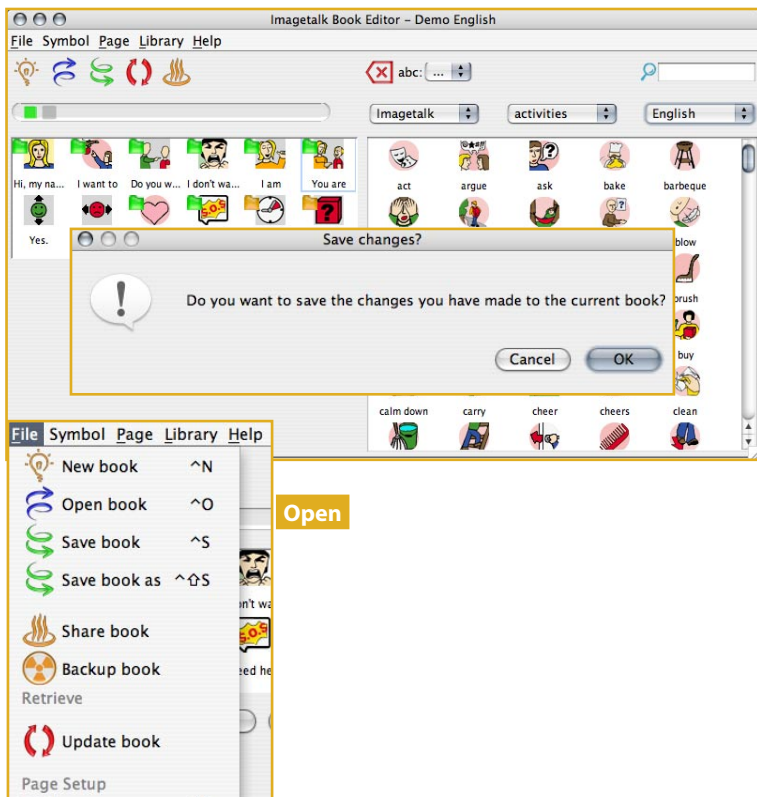 Imagetalk Book Editor – Demo English
File Symbol Page Library Help
abc: ...
Imagetalk activities English
Hi, my na... I want to Do you w... I don't wa... I am You are
act argue ask bake barbeque
S.O.S ?
Yes.
blow
Save changes?
Do you want to save the changes you have made to the current book?
brush
Cancel OK
buy
calm down carry cheer cheers clean
File Symbol Page Library Help
New book ^N
Open book ^O
Open
Save book ^S
Save book as ^⇧S
on't wa
Share book
S.O.S
Backup book
eed he
Retrieve
Update book
Page Setup